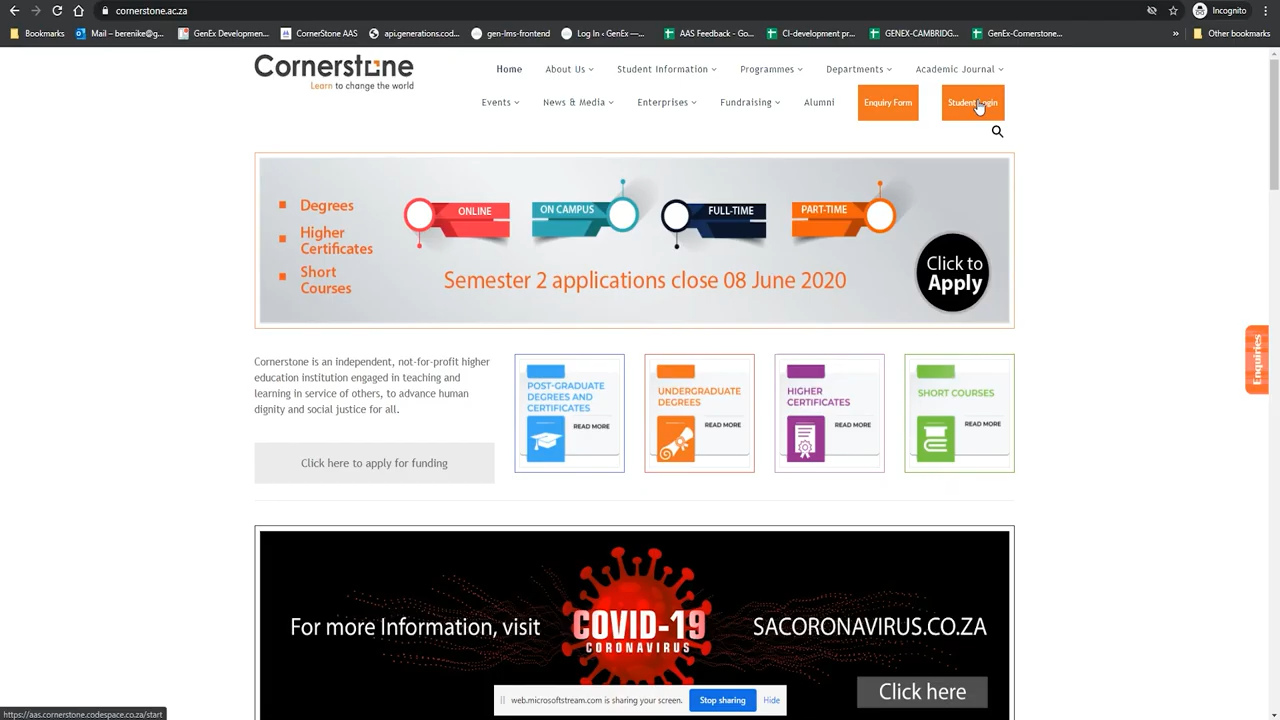 cornerstone.ac.za
Incognito
Bookmarks
Mail – berenike@g...
GenEx Developmen...
CornerStone AAS
api.generations.cod...
gen-lms-frontend
Log In ‹ GenEx —...
AAS Feedback - Go...
CI-development pr...
GENEX-CAMBRIDG...
GenEx-Cornerstone...
»
Other bookmarks
Cornerstone
Learn to change the world
Home
About Us
Student Information
Programmes
Departments
Academic Journal
Events
News & Media
Enterprises
Fundraising
Alumni
Enquiry Form
Student Login
Degrees
Higher
Certificates
Short
Courses
ONLINE
ON CAMPUS
FULL-TIME
PART-TIME
Semester 2 applications close 08 June 2020
Click to
Apply
Enquiries
Cornerstone is an independent, not-for-profit higher
education institution engaged in teaching and
learning in service of others, to advance human
dignity and social justice for all.
Click here to apply for funding
POST-GRADUATE
DEGREES AND
CERTIFICATES
READ MORE
UNDERGRADUATE
DEGREES
READ MORE
HIGHER
CERTIFICATES
READ MORE
SHORT COURSES
READ MORE
For more Information, visit
COVID-19
CORONAVIRUS
SACORONAVIRUS.CO.ZA
Click here
web.microsoftstream.com is sharing your screen.
Stop sharing
Hide
https://aas.cornerstone.codespace.co.za/start